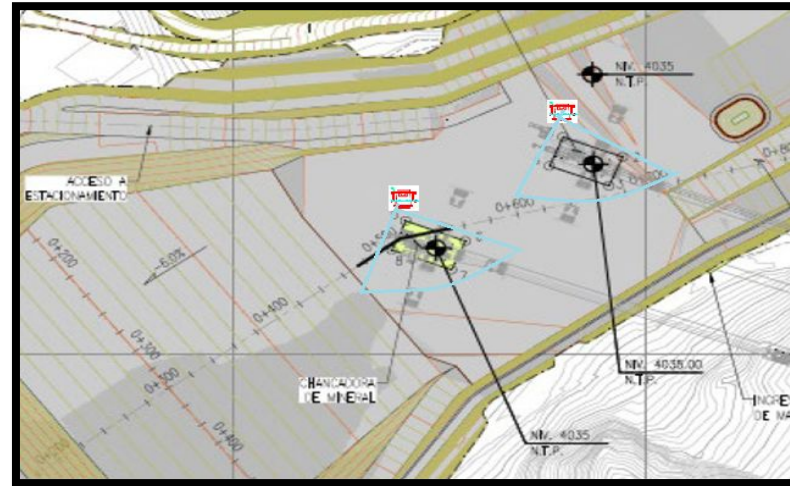 NIV. 4035
N.T.P.
ACCESO A
ESTACIONAMIENTO
0+600
0+200
-6.0%
0+400
0+300
0+300
0+400
CHANCADORA
DE MINERAL
NIV. 4038.00
N.T.P.
NIV. 4035
N.T.P.
INCRE
DE MA